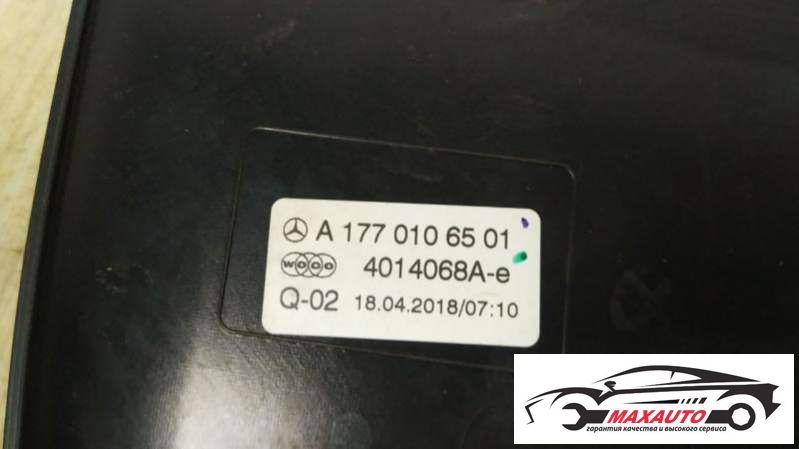 A 177 010 65 01
WOCO 4014068A-e
Q-02 18.04.2018/07:10
MAXAUTO
гарантия качества и высокого сервиса